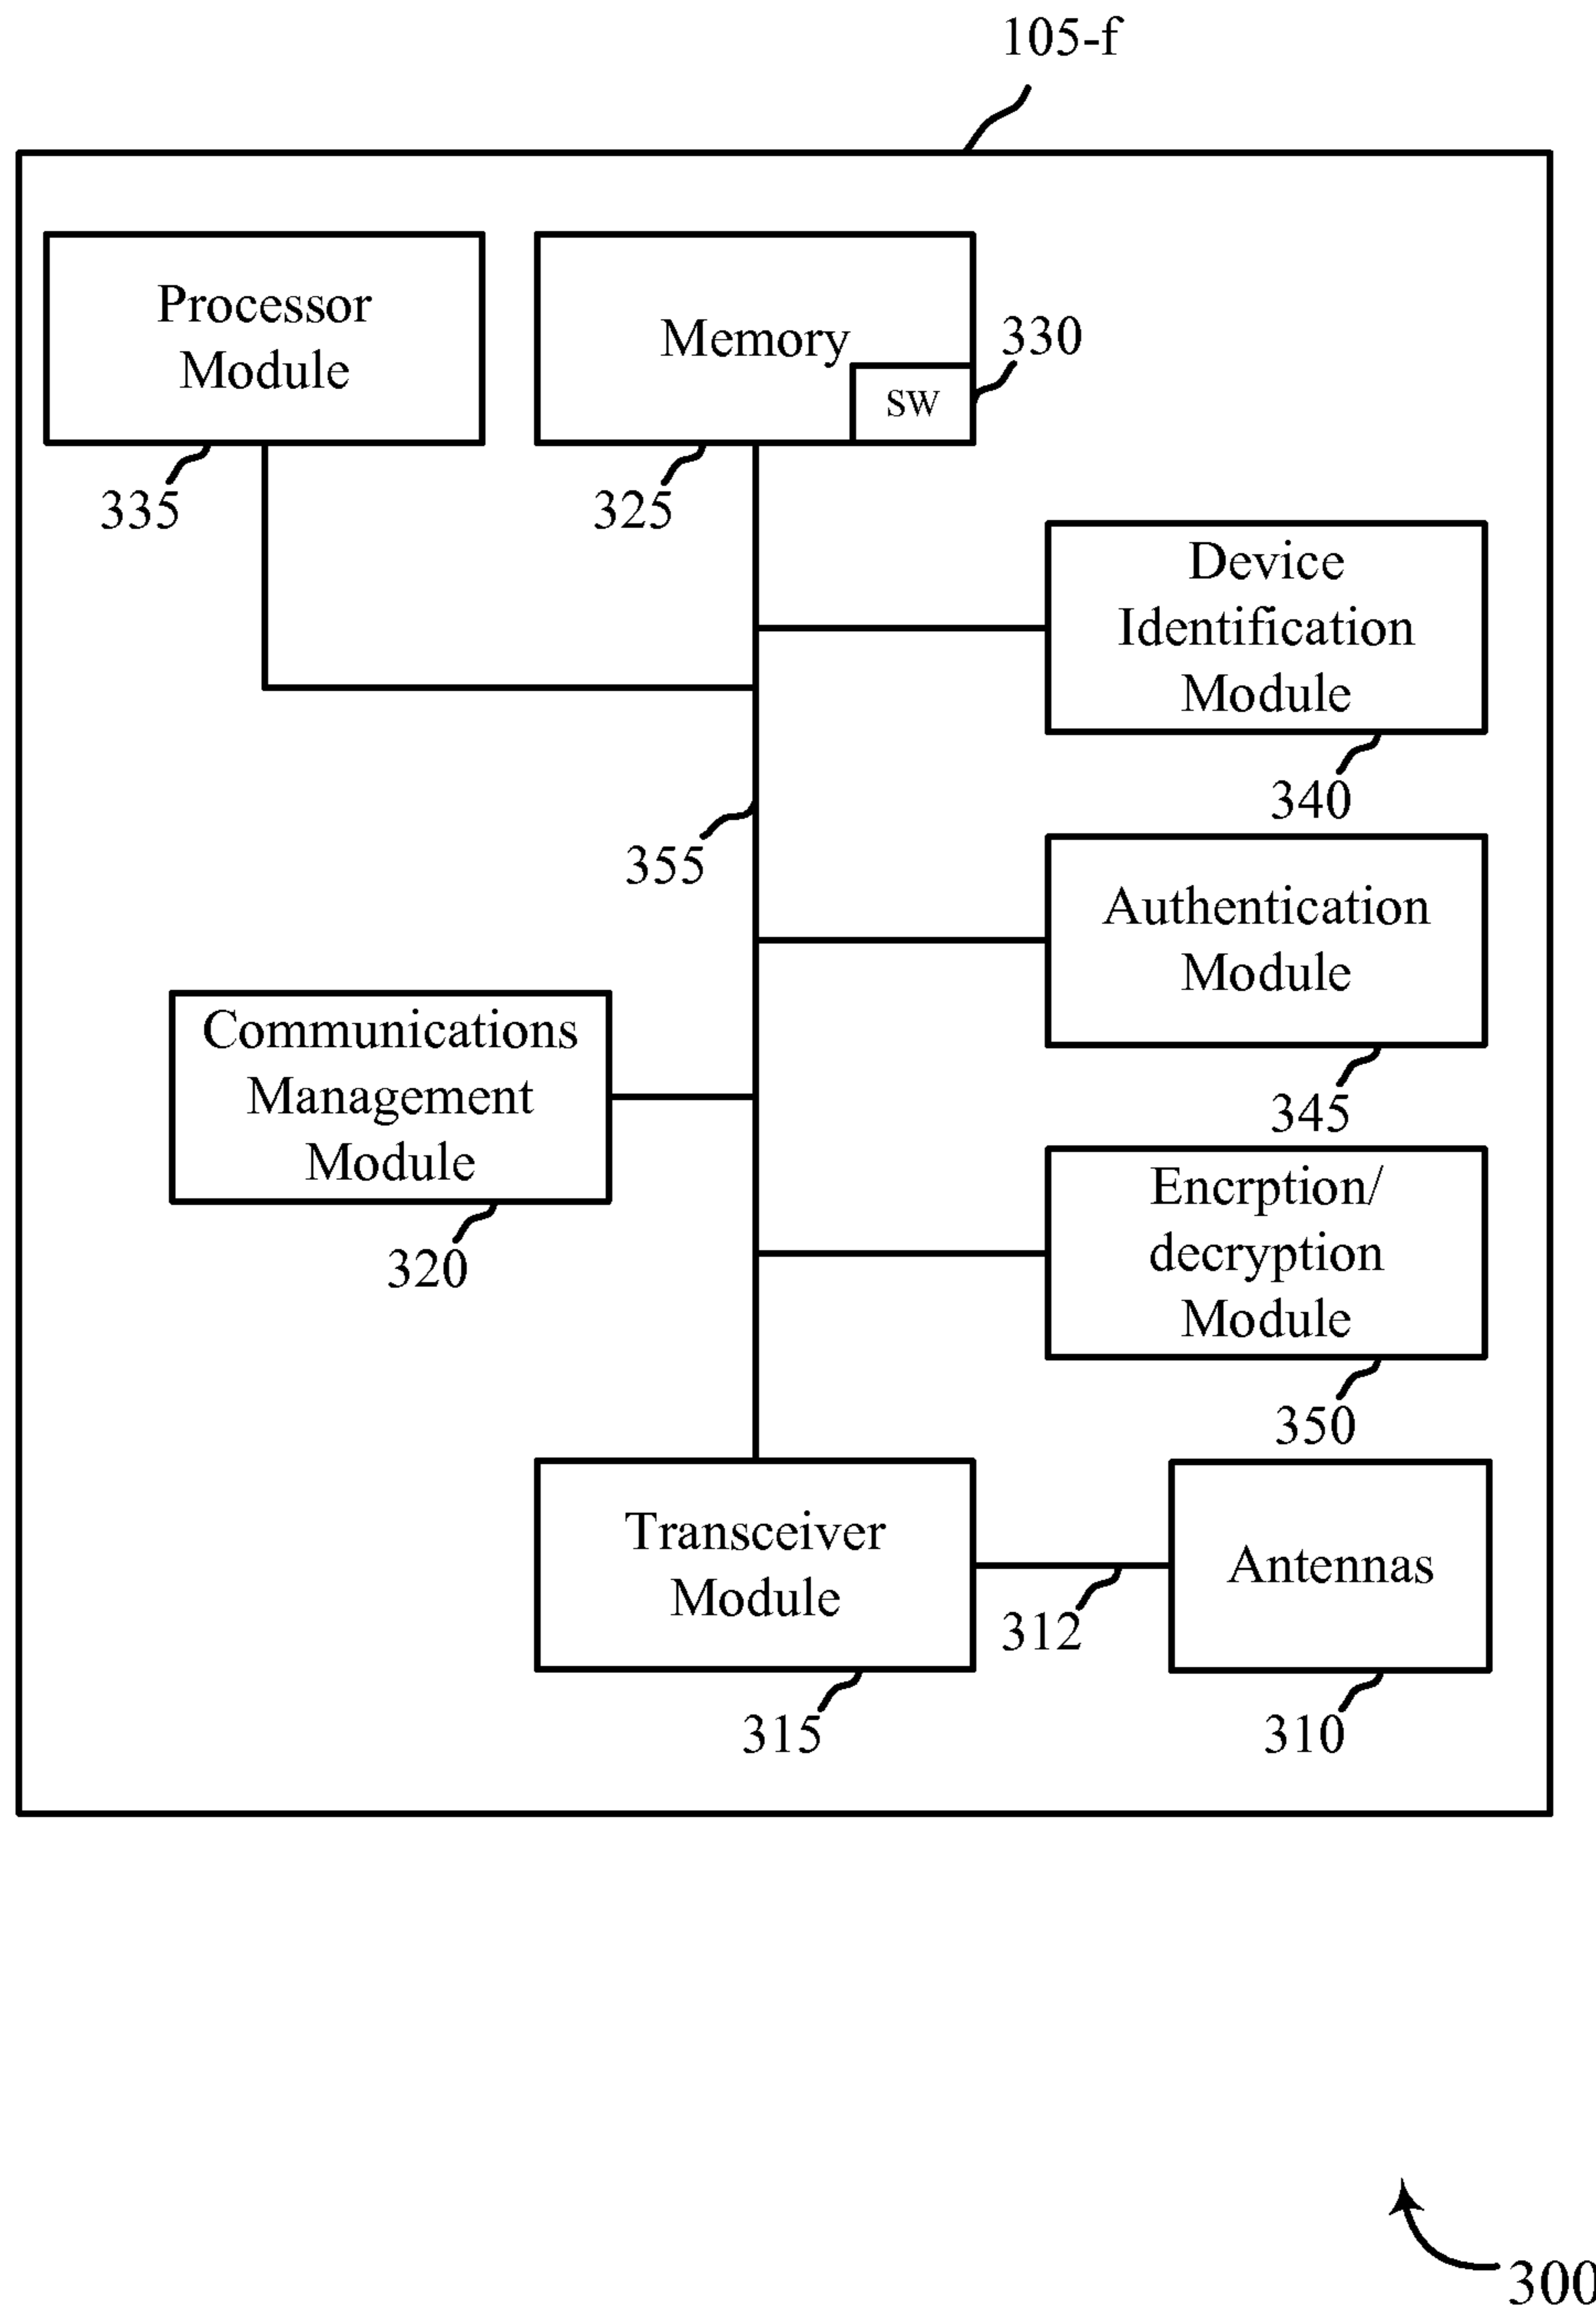 105-f
Processor
Module
335
Memory
SW
330
325
Device
Identification
Module
340
355
Authentication
Module
345
Communications
Management
Module
320
Encrption/
decryption
Module
350
Transceiver
Module
315
312
Antennas
310
300